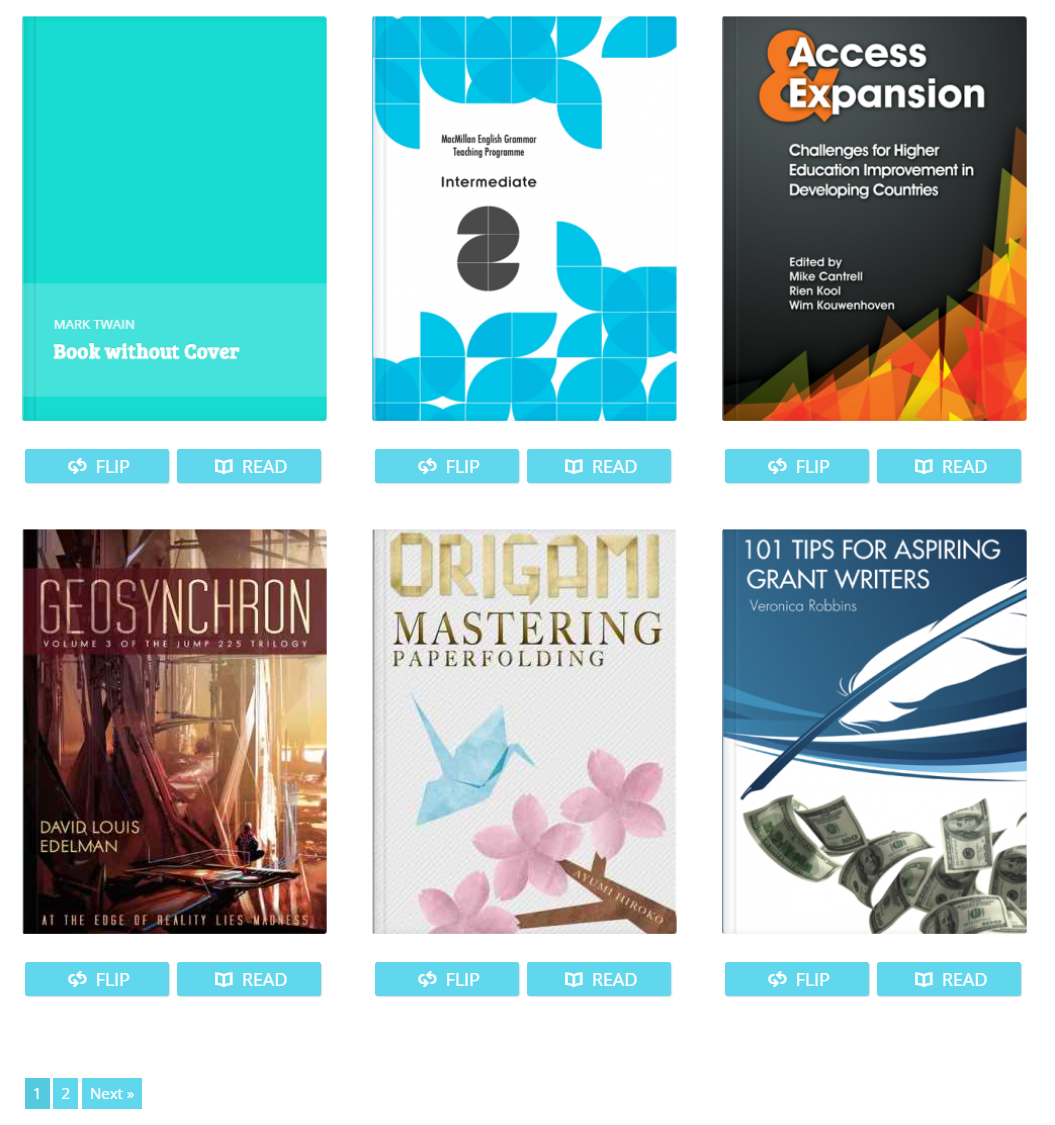 MARK TWAIN
Book without Cover
MacMillan English Grammar
Teaching Programme
Intermediate
2
&
Access
Expansion
Challenges for Higher
Education Improvement in
Developing Countries
Edited by
Mike Cantrell
Rien Kool
Wim Kouwenhoven
FLIP
READ
FLIP
READ
FLIP
READ
GEOSYNCHRON
VOLUME 3 OF THE JUMP 225 TRILOGY
DAVID LOUIS
EDELMAN
AT THE EDGE OF REALITY LIES MADNESS
ORIGAMI
MASTERING
PAPERFOLDING
AYUMI HIROKO
101 TIPS FOR ASPIRING
GRANT WRITERS
Veronica Robbins
FLIP
READ
FLIP
READ
FLIP
READ
1 2 Next »